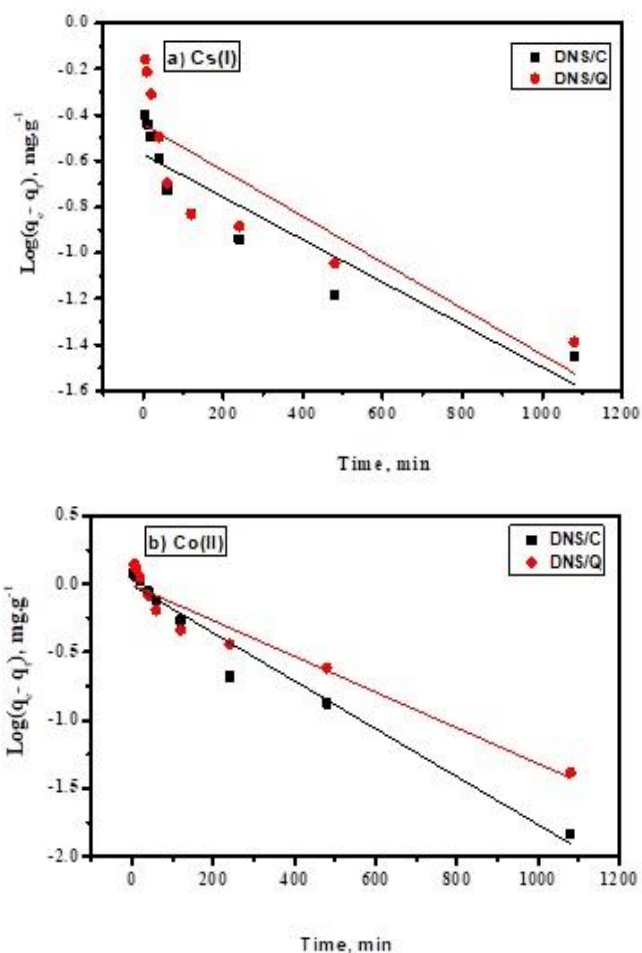 0.0
a) Cs(I)
DNS/C
DNS/Q
-0.2
-0.4
-0.6
-0.8
-1.0
-1.2
-1.4
-1.6
Log(qe - qt), mg.g-1
0 200 400 600 800 1000 1200
Time, min
0.5
b) Co(II)
DNS/C
DNS/Q
0.0
-0.5
-1.0
-1.5
-2.0
Log(qe - qt), mg.g-1
0 200 400 600 800 1000 1200
Time, min